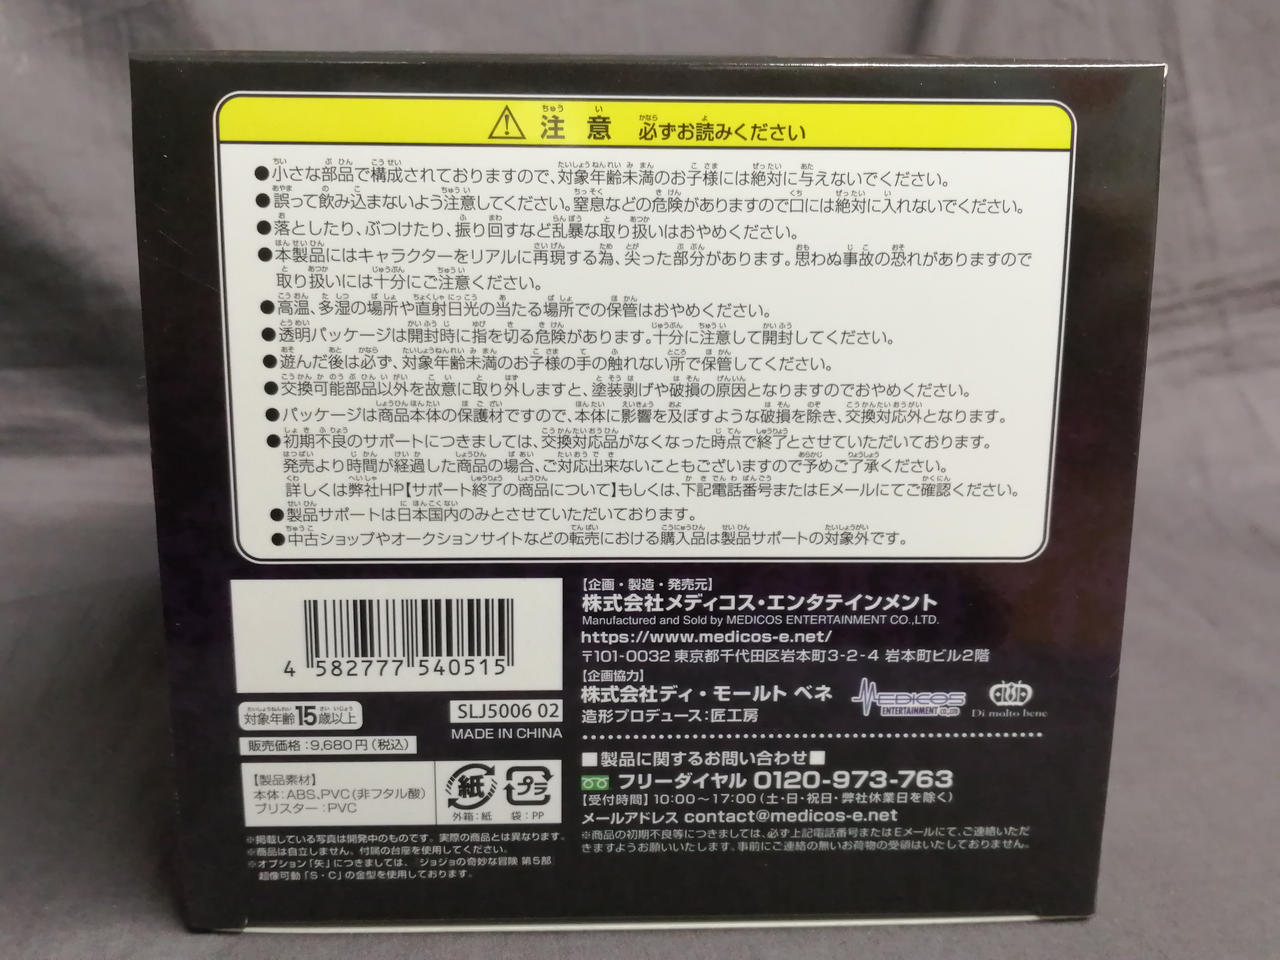 ⚠注意 必ずお読みください
●小さな部品で構成されておりますので、対象年齢未満のお子様には絶対に与えないでください。
●誤って飲み込まないよう注意してください。窒息などの危険がありますので口には絶対に入れないでください。
●落としたり、ぶつけたり、振り回すなど乱暴な取り扱いはおやめください。
●本製品にはキャラクターをリアルに再現する為、尖った部分があります。思わぬ事故の恐れがありますので
取り扱いには十分にご注意ください。
●高温、多湿の場所や直射日光の当たる場所での保管はおやめください。
●透明パッケージは開封時に指を切る危険があります。十分に注意して開封してください。
●遊んだ後は必ず、対象年齢未満のお子様の手の触れない所で保管してください。
●交換可能部品以外を故意に取り外しますと、塗装剥げや破損の原因となりますのでおやめください。
●パッケージは商品本体の保護材ですので、本体に影響を及ぼすような破損を除き、交換対応外となります。
●初期不良のサポートにつきましては、交換対応品がなくなった時点で終了とさせていただいております。
発売より時間が経過した商品の場合、ご対応出来ないこともございますので予めご了承ください。
詳しくは弊社HP【サポート終了の商品について】もしくは、下記電話番号またはEメールにてご確認ください。
●製品サポートは日本国内のみとさせていただいております。
●中古ショップやオークションサイトなどの転売における購入品は製品サポートの対象外です。
4 582777 540515
対象年齢15歳以上
SLJ5006 02
MADE IN CHINA
販売価格:9,680円(税込)
【製品素材】
本体:ABS、PVC(非フタル酸)
ブリスター:PVC
紙
外箱:紙
プラ
袋:PP
※掲載している写真は開発中のものです。実際の商品とは異なります。
※商品は自立しません。付属の台座を使用してください。
※オプション「矢」につきましては、「ジョジョの奇妙な冒険 第5部
超像可動「S・C」の金型を使用しております。
【企画・製造・発売元】
株式会社メディコス・エンタテインメント
Manufactured and Sold by MEDICOS ENTERTAINMENT CO.,LTD.
https://www.medicos-e.net/
〒101-0032 東京都千代田区岩本町3-2-4 岩本町ビル2階
【企画協力】
株式会社ディ・モールト ベネ
造形プロデュース:匠工房
MEDICOS
ENTERTAINMENT CO.,LTD
Di molto bene
■製品に関するお問い合わせ■
フリーダイヤル 0120-973-763
【受付時間】10:00～17:00(土・日・祝日・弊社休業日を除く)
メールアドレス contact@medicos-e.net
※商品の初期不良等につきましては、必ず上記電話番号またはEメールにて、ご連絡いただ
きますようお願いいたします。事前にご連絡の無いお荷物の受領はいたしておりません。